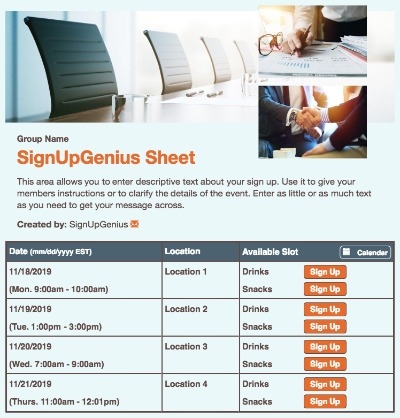 Group Name
SignUpGenius Sheet
This area allows you to enter descriptive text about your sign up. Use it to give your
members instructions or to clarify the details of the event. Enter as little or as much text
as you need to get your message across.
Created by: SignUpGenius
Date (mm/dd/yyyy EST) Location Available Slot Calender
11/18/2019 Location 1 Drinks Sign Up
(Mon. 9:00am - 10:00am) Snacks Sign Up
11/19/2019 Location 2 Drinks Sign Up
(Tue. 1:00pm - 3:00pm) Snacks Sign Up
11/20/2019 Location 3 Drinks Sign Up
(Wed. 7:00am - 9:00am) Snacks Sign Up
11/21/2019 Location 4 Drinks Sign Up
(Thurs. 11:00am - 12:01pm) Snacks Sign Up